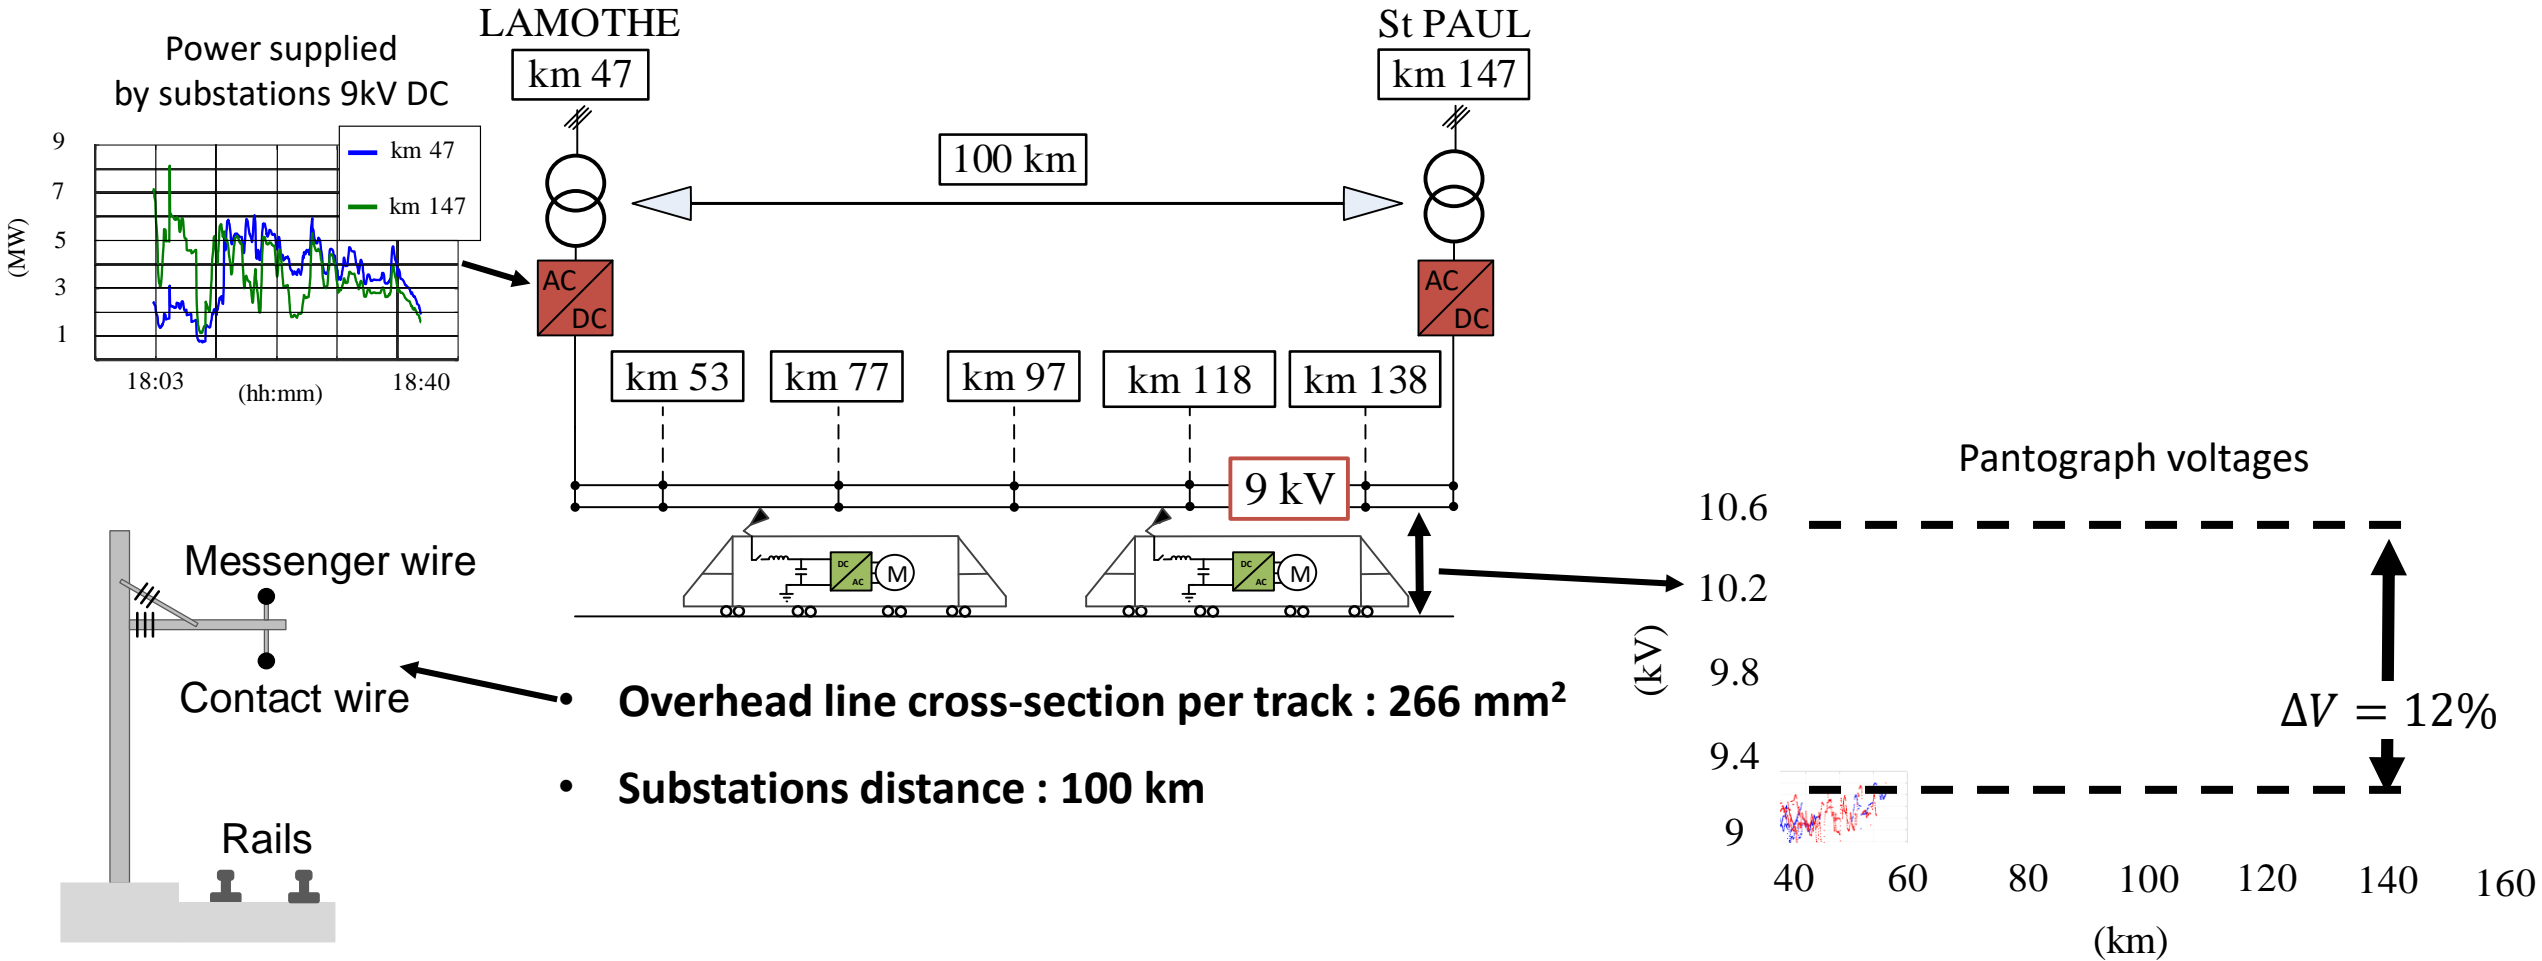 LAMOTHE
St PAUL
km 47
km 147
100 km
Power supplied
by substations 9kV DC
9
7
5
3
1
(MW)
km 47
km 147
18:03
18:40
(hh:mm)
AC
DC
AC
DC
km 53
km 77
km 97
km 118
km 138
9 kV
DC
AC
M
DC
AC
M
Messenger wire
Contact wire
Rails
• Overhead line cross-section per track : 266 mm²
• Substations distance : 100 km
Pantograph voltages
10.6
10.2
9.8
9.4
9
(kV)
ΔV = 12%
40
60
80
100
120
140
160
(km)